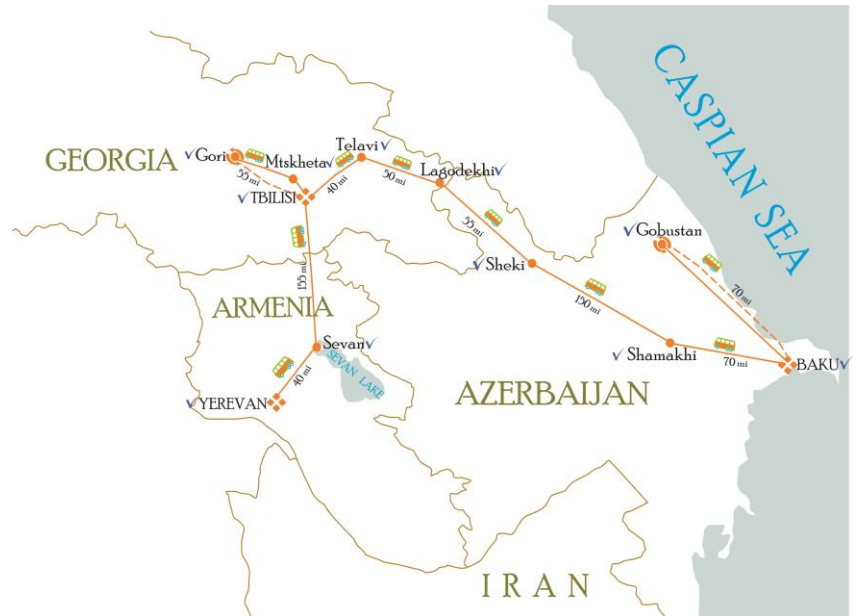 CASPIAN SEA
GEORGIA
Gori
Mtskheta
Telavi
55 mi
TBILISI
40 mi
50 mi
Lagodekhi
55 mi
Gobustan
Sheki
70 mi
155 mi
ARMENIA
150 mi
Sevan
SEVAN LAKE
Shamakhi
70 mi
BAKU
40 mi
YEREVAN
AZERBAIJAN
IRAN